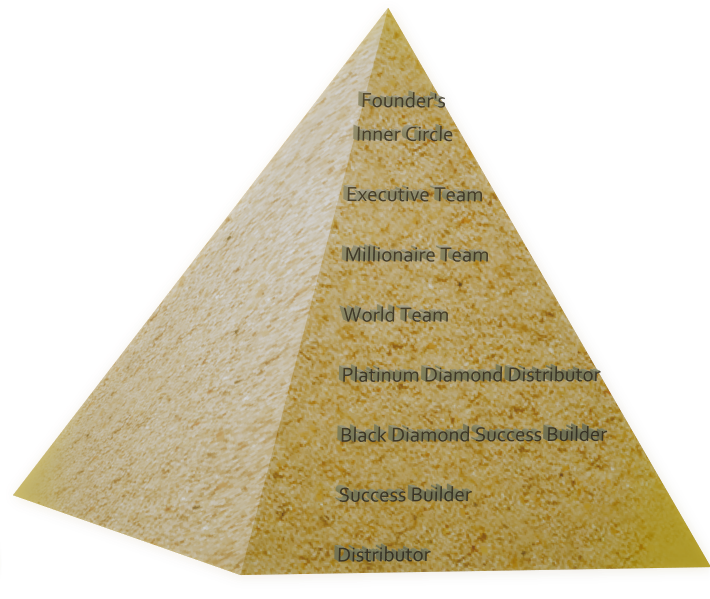 Founder's
Inner Circle
Executive Team
Millionaire Team
World Team
Platinum Diamond Distributor
Black Diamond Success Builder
Success Builder
Distributor